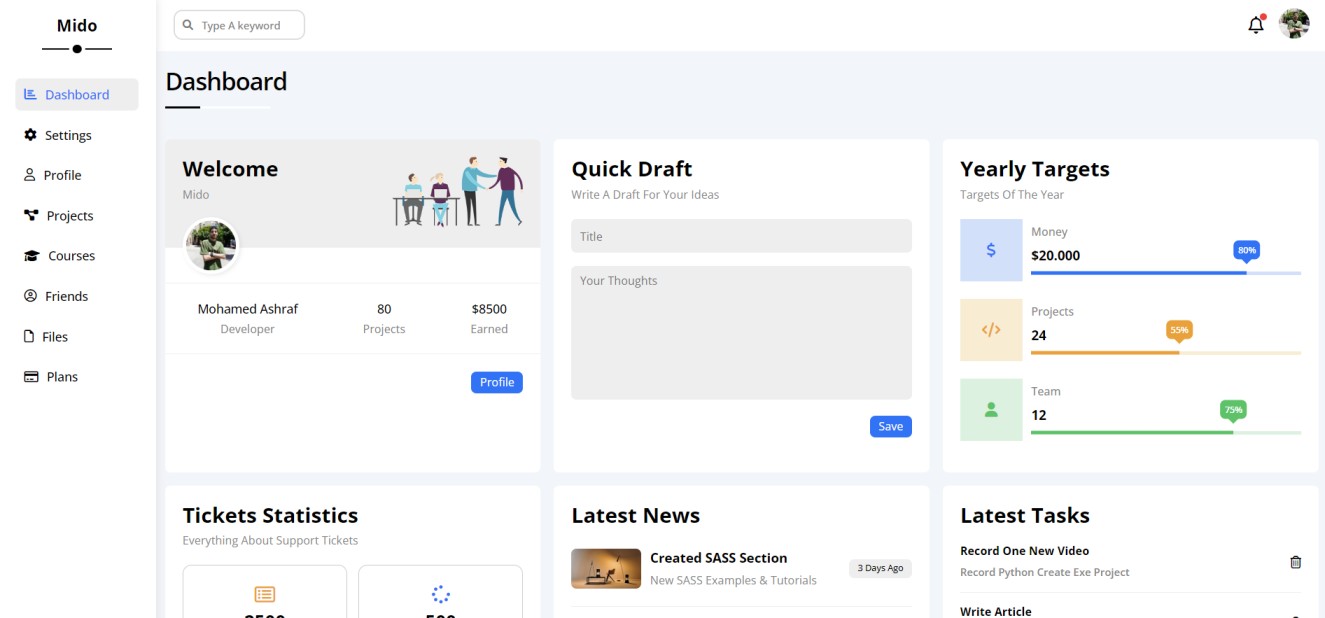 Mido
Type A keyword
Dashboard
Settings
Profile
Projects
Courses
Friends
Files
Plans
Dashboard
Welcome
Mido
Mohamed Ashraf
Developer
80
Projects
$8500
Earned
Profile
Quick Draft
Write A Draft For Your Ideas
Title
Your Thoughts
Save
Yearly Targets
Targets Of The Year
Money
$20.000
80%
Projects
24
55%
Team
12
75%
Tickets Statistics
Everything About Support Tickets
2500
500
Latest News
Created SASS Section
New SASS Examples & Tutorials
3 Days Ago
Latest Tasks
Record One New Video
Record Python Create Exe Project
Write Article